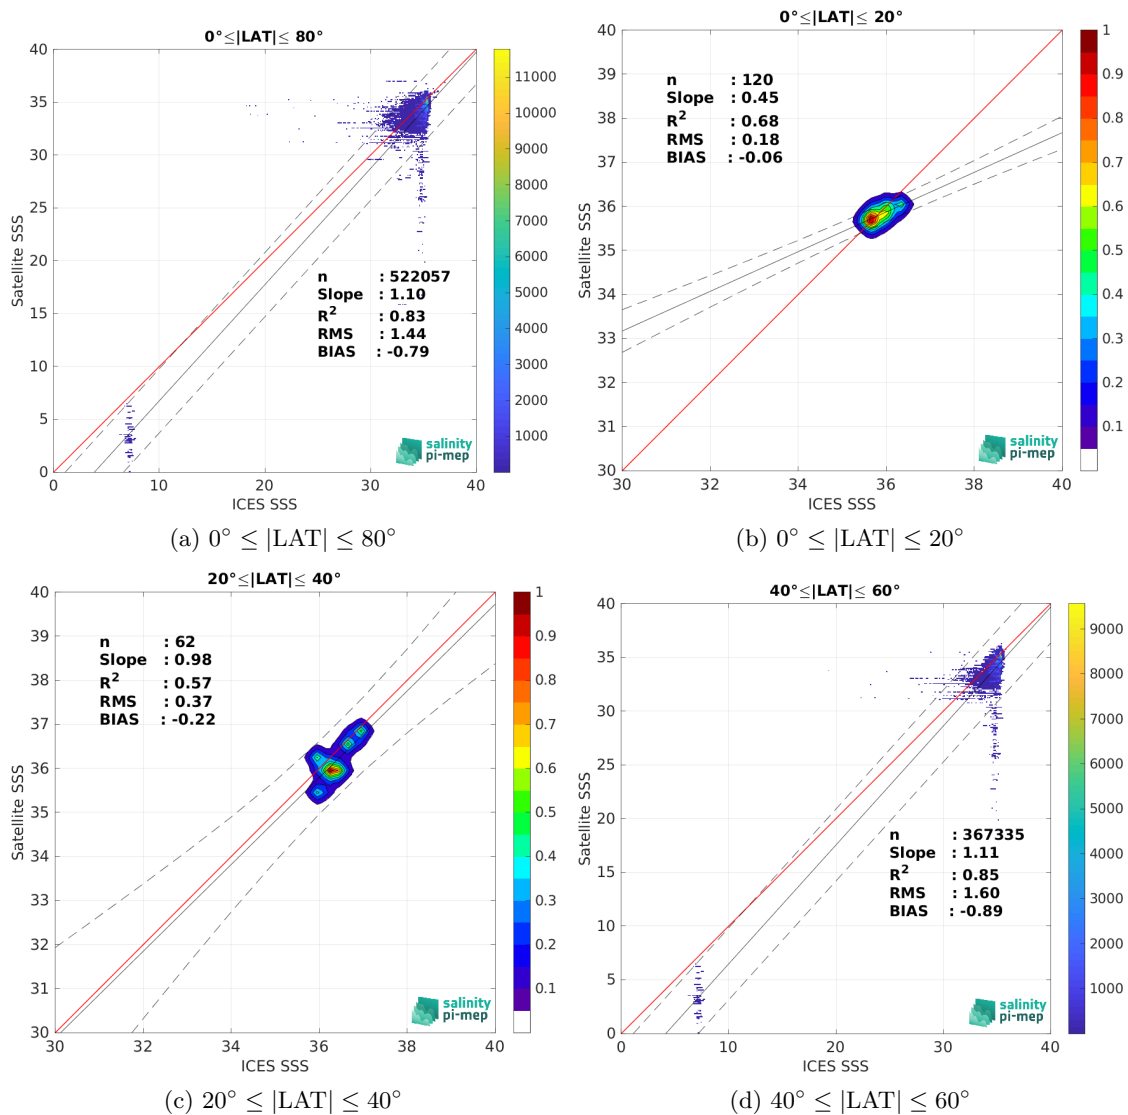 0°≤|LAT|≤ 80°
40
35
30
25
20
15
10
5
0
Satellite SSS
n : 522057
Slope : 1.10
R² : 0.83
RMS : 1.44
BIAS : -0.79
salinity
pi-mep
0 10 20 30 40
ICES SSS
11000
10000
9000
8000
7000
6000
5000
4000
3000
2000
1000
(a) 0° ≤ |LAT| ≤ 80°
0°≤|LAT|≤ 20°
40
39
38
37
36
35
34
33
32
31
30
Satellite SSS
n : 120
Slope : 0.45
R² : 0.68
RMS : 0.18
BIAS : -0.06
salinity
pi-mep
30 32 34 36 38 40
ICES SSS
1
0.9
0.8
0.7
0.6
0.5
0.4
0.3
0.2
0.1
(b) 0° ≤ |LAT| ≤ 20°
20°≤|LAT|≤ 40°
40
39
38
37
36
35
34
33
32
31
30
Satellite SSS
n : 62
Slope : 0.98
R² : 0.57
RMS : 0.37
BIAS : -0.22
salinity
pi-mep
30 32 34 36 38 40
ICES SSS
1
0.9
0.8
0.7
0.6
0.5
0.4
0.3
0.2
0.1
(c) 20° ≤ |LAT| ≤ 40°
40°≤|LAT|≤ 60°
40
35
30
25
20
15
10
5
0
Satellite SSS
n : 367335
Slope : 1.11
R² : 0.85
RMS : 1.60
BIAS : -0.89
salinity
pi-mep
0 10 20 30 40
ICES SSS
9000
8000
7000
6000
5000
4000
3000
2000
1000
(d) 40° ≤ |LAT| ≤ 60°